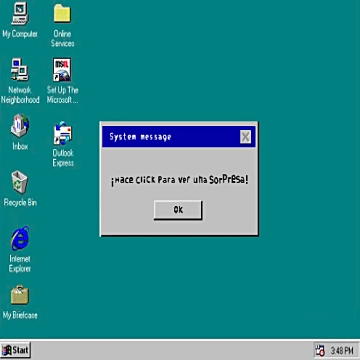 My Computer
Online
Services
Network
Neighborhood
Set Up The
Microsoft ...
Inbox
Outlook
Express
Recycle Bin
Internet
Explorer
My Briefcase
System message
¡Hace click Para ver una SorPresa!
Ok
Start
3:48 PM